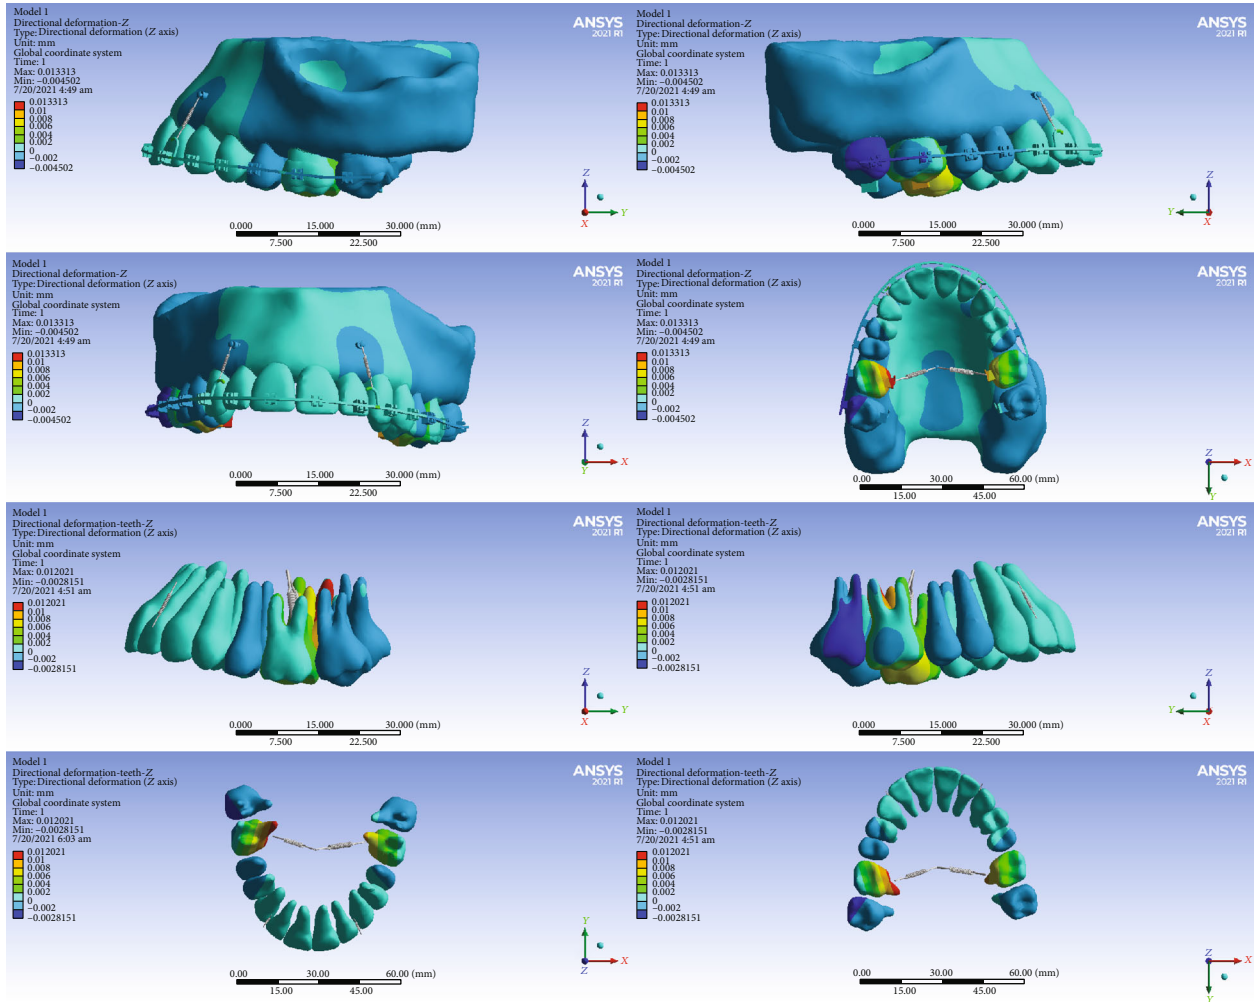 Model 1
Directional deformation-Z
Type: Directional deformation (Z axis)
Unit: mm
Global coordinate system
Time: 1
Max: 0.013313
Min: −0.004502
7/20/2021 4:49 am
0.013313
0.01
0.008
0.006
0.004
0.002
0
−0.002
−0.004502
ANSYS
2021 R1
Z
Y
X
0.000 15.000 30.000 (mm)
7.500 22.500
Model 1
Directional deformation-Z
Type: Directional deformation (Z axis)
Unit: mm
Global coordinate system
Time: 1
Max: 0.013313
Min: −0.004502
7/20/2021 4:49 am
0.013313
0.01
0.008
0.006
0.004
0.002
0
−0.002
−0.004502
ANSYS
2021 R1
Z
Y
X
0.000 15.000 30.000 (mm)
7.500 22.500
Model 1
Directional deformation-Z
Type: Directional deformation (Z axis)
Unit: mm
Global coordinate system
Time: 1
Max: 0.013313
Min: −0.004502
7/20/2021 4:49 am
0.013313
0.01
0.008
0.006
0.004
0.002
0
−0.002
−0.004502
ANSYS
2021 R1
Z
X
Y
0.000 15.000 30.000 (mm)
7.500 22.500
Model 1
Directional deformation-Z
Type: Directional deformation (Z axis)
Unit: mm
Global coordinate system
Time: 1
Max: 0.013313
Min: −0.004502
7/20/2021 4:49 am
0.013313
0.01
0.008
0.006
0.004
0.002
0
−0.002
−0.004502
ANSYS
2021 R1
Z
X
Y
0.00 30.00 60.00 (mm)
15.00 45.00
Model 1
Directional deformation-teeth-Z
Type: Directional deformation (Z axis)
Unit: mm
Global coordinate system
Time: 1
Max: 0.012021
Min: −0.0028151
7/20/2021 4:51 am
0.012021
0.01
0.008
0.006
0.004
0.002
0
−0.002
−0.0028151
ANSYS
2021 R1
Z
Y
X
0.000 15.000 30.000 (mm)
7.500 22.500
Model 1
Directional deformation-teeth-Z
Type: Directional deformation (Z axis)
Unit: mm
Global coordinate system
Time: 1
Max: 0.012021
Min: −0.0028151
7/20/2021 4:51 am
0.012021
0.01
0.008
0.006
0.004
0.002
0
−0.002
−0.0028151
ANSYS
2021 R1
Z
Y
X
0.000 15.000 30.000 (mm)
7.500 22.500
Model 1
Directional deformation-teeth-Z
Type: Directional deformation (Z axis)
Unit: mm
Global coordinate system
Time: 1
Max: 0.012021
Min: −0.0028151
7/20/2021 6:03 am
0.012021
0.01
0.008
0.006
0.004
0.002
0
−0.002
−0.0028151
ANSYS
2021 R1
Y
X
Z
0.00 30.00 60.00 (mm)
15.00 45.00
Model 1
Directional deformation-teeth-Z
Type: Directional deformation (Z axis)
Unit: mm
Global coordinate system
Time: 1
Max: 0.012021
Min: −0.0028151
7/20/2021 4:51 am
0.012021
0.01
0.008
0.006
0.004
0.002
0
−0.002
−0.0028151
ANSYS
2021 R1
Z
X
Y
0.00 30.00 60.00 (mm)
15.00 45.00